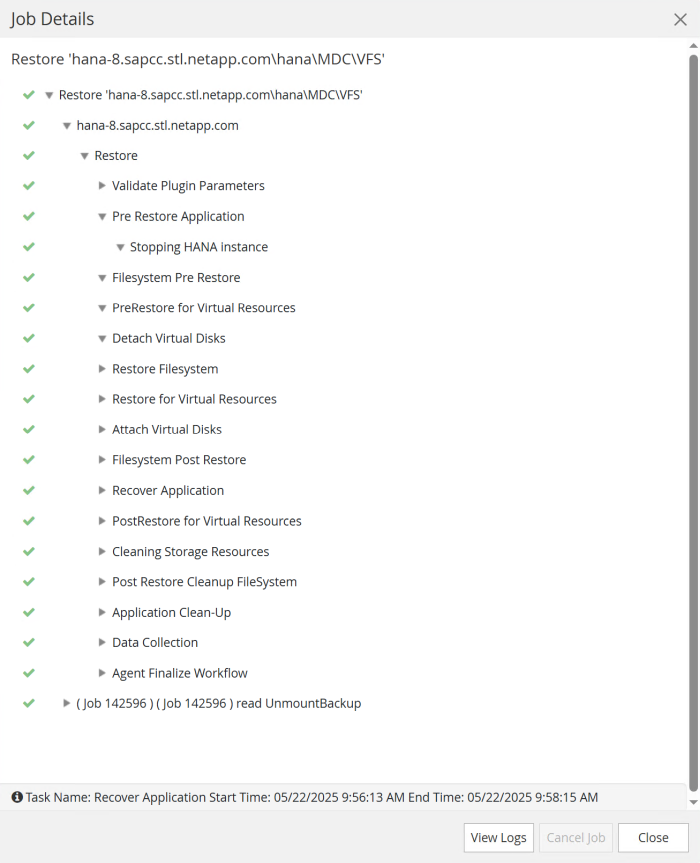 Job Details
Restore 'hana-8.sapcc.stl.netapp.com\hana\MDC\VFS'
Restore 'hana-8.sapcc.stl.netapp.com\hana\MDC\VFS'
hana-8.sapcc.stl.netapp.com
Restore
Validate Plugin Parameters
Pre Restore Application
Stopping HANA instance
Filesystem Pre Restore
PreRestore for Virtual Resources
Detach Virtual Disks
Restore Filesystem
Restore for Virtual Resources
Attach Virtual Disks
Filesystem Post Restore
Recover Application
PostRestore for Virtual Resources
Cleaning Storage Resources
Post Restore Cleanup FileSystem
Application Clean-Up
Data Collection
Agent Finalize Workflow
( Job 142596 ) ( Job 142596 ) read UnmountBackup
Task Name: Recover Application Start Time: 05/22/2025 9:56:13 AM End Time: 05/22/2025 9:58:15 AM
View Logs Cancel Job Close